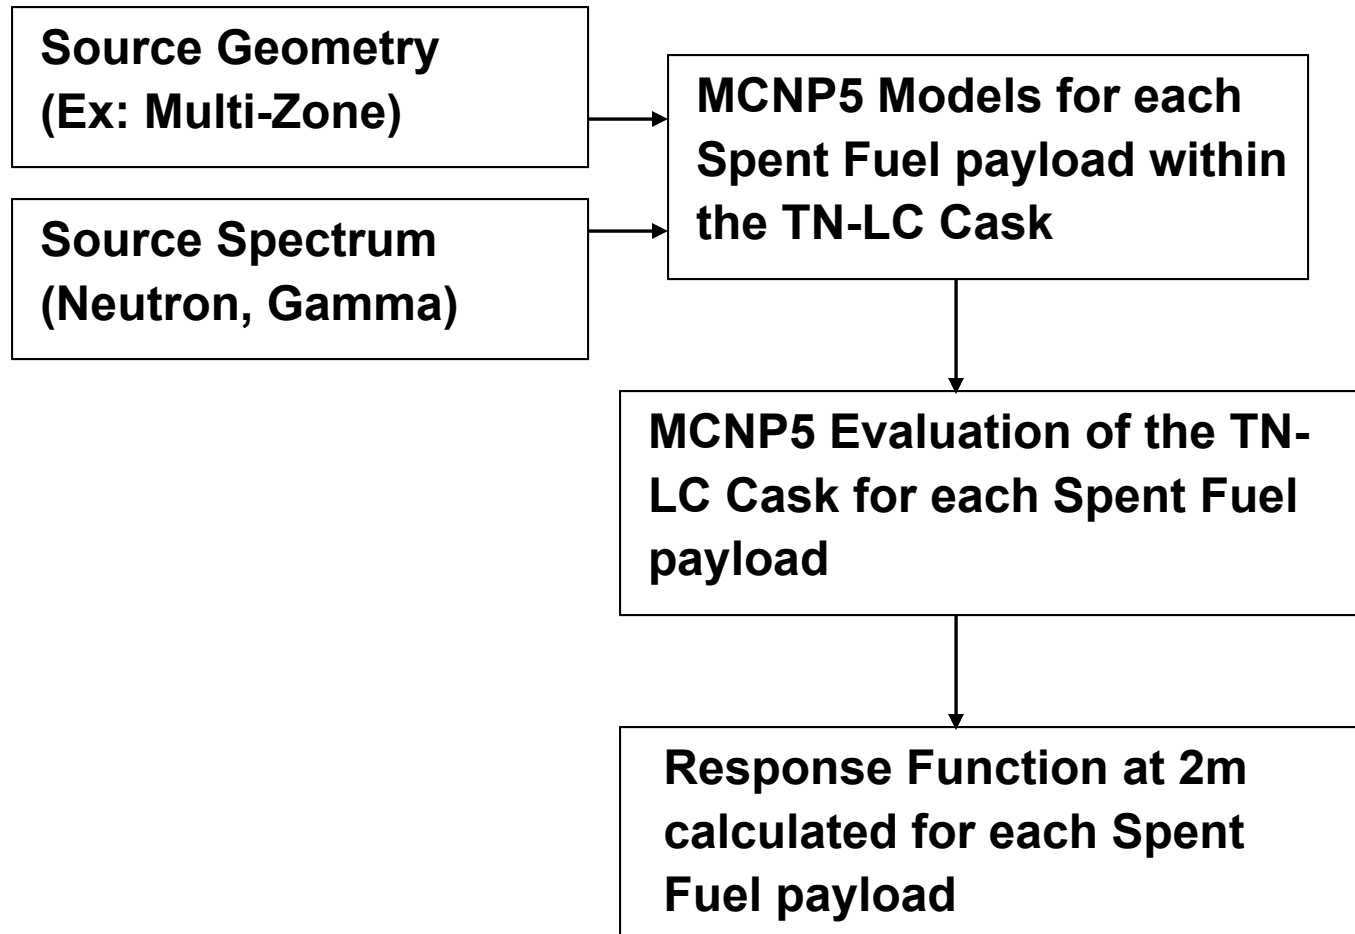 Source Geometry
(Ex: Multi-Zone)
Source Spectrum
(Neutron, Gamma)
MCNP5 Models for each
Spent Fuel payload within
the TN-LC Cask
MCNP5 Evaluation of the TN-
LC Cask for each Spent Fuel
payload
Response Function at 2m
calculated for each Spent
Fuel payload